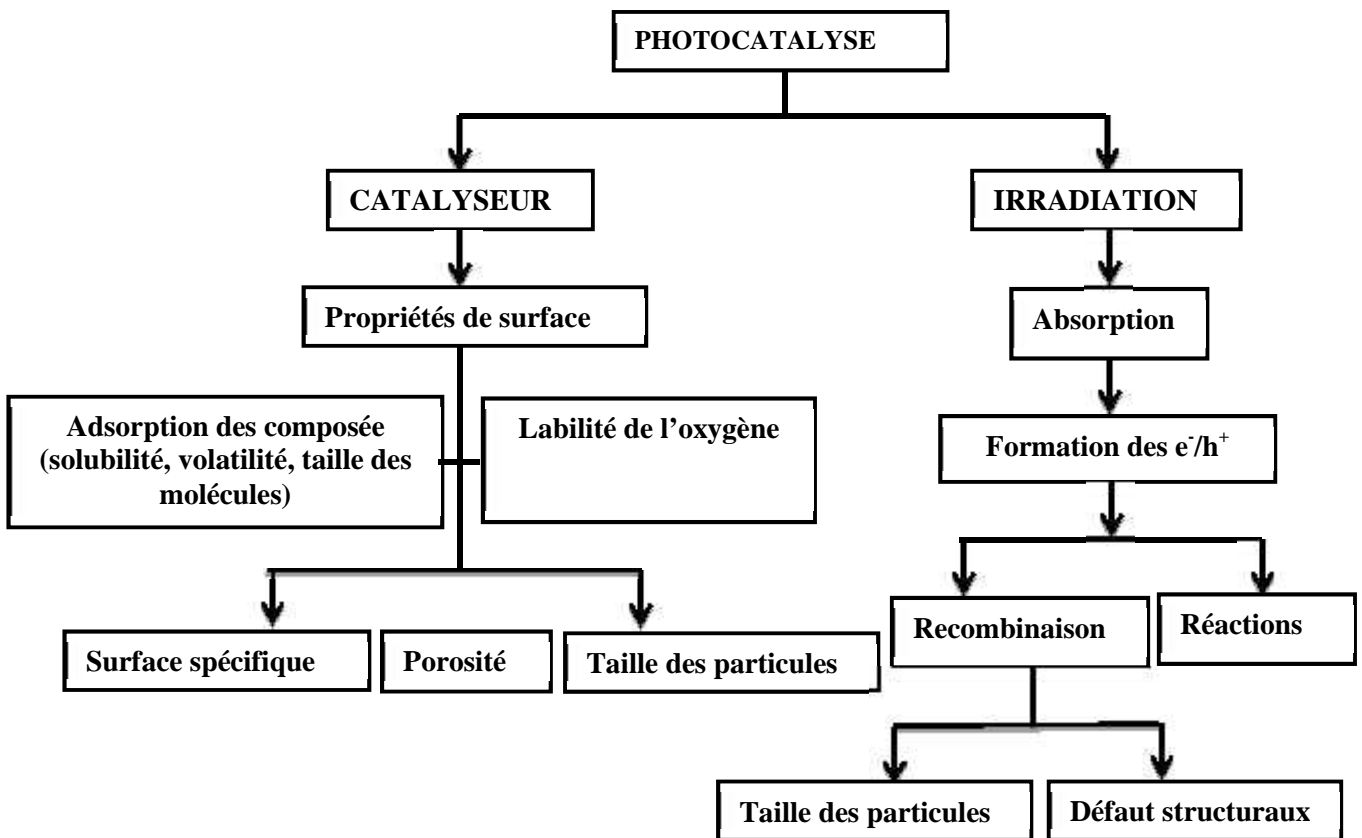 PHOTOCATALYSE
CATALYSEUR
IRRADIATION
Propriétés de surface
Absorption
Adsorption des composée
(solubilité, volatilité, taille des
molécules)
Labilité de l’oxygène
Formation des e⁻/h⁺
Recombinaison
Réactions
Surface spécifique
Porosité
Taille des particules
Taille des particules
Défaut structuraux